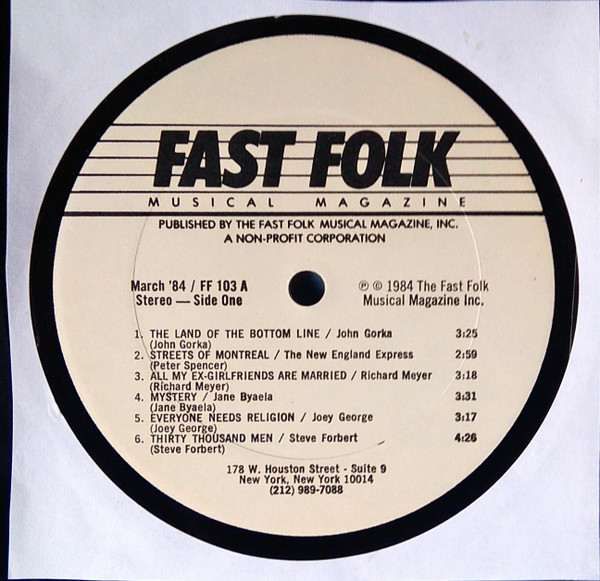 FAST FOLK
MUSICAL MAGAZINE
PUBLISHED BY THE FAST FOLK MUSICAL MAGAZINE, INC.
A NON-PROFIT CORPORATION
March '84 / FF 103 A
Stereo — Side One
℗ © 1984 The Fast Folk
Musical Magazine Inc.
1. THE LAND OF THE BOTTOM LINE / John Gorka 3:25
(John Gorka)
2. STREETS OF MONTREAL / The New England Express 2:59
(Peter Spencer)
3. ALL MY EX-GIRLFRIENDS ARE MARRIED / Richard Meyer 3:18
(Richard Meyer)
4. MYSTERY / Jane Byaela 3:31
(Jane Byaela)
5. EVERYONE NEEDS RELIGION / Joey George 3:17
(Joey George)
6. THIRTY THOUSAND MEN / Steve Forbert 4:26
(Steve Forbert)
178 W. Houston Street - Suite 9
New York, New York 10014
(212) 989-7088